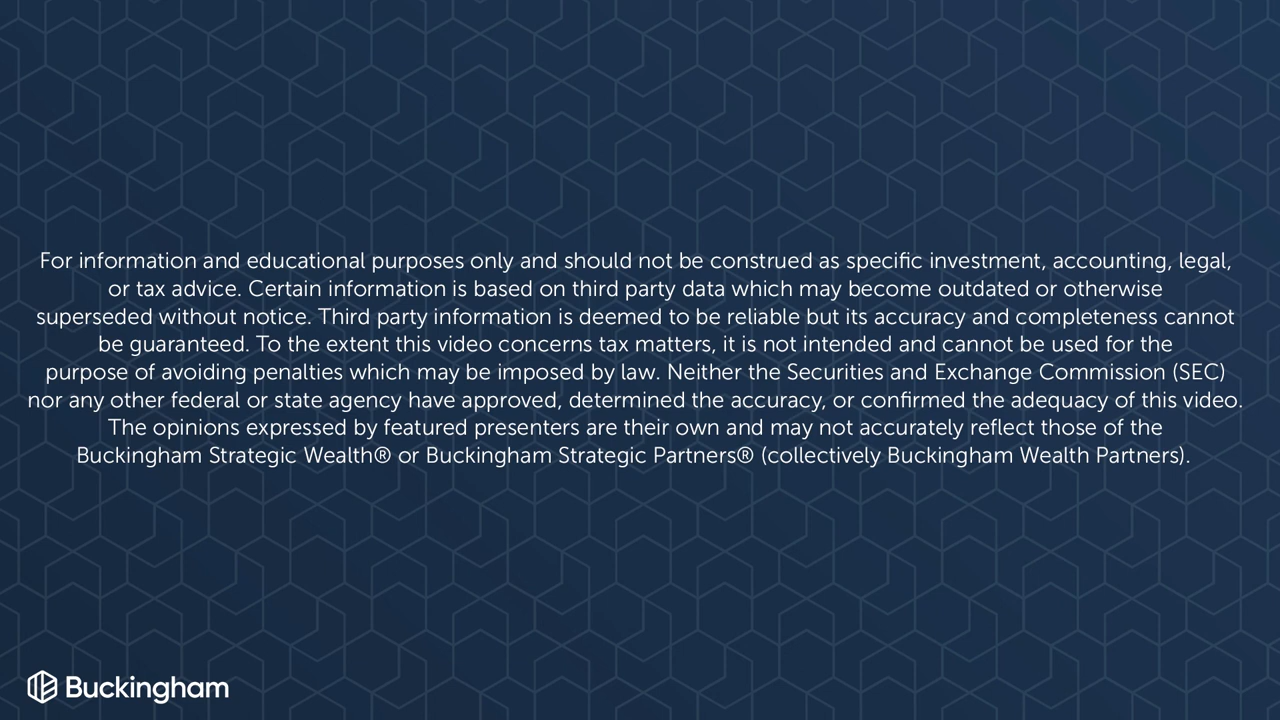 For information and educational purposes only and should not be construed as specific investment, accounting, legal,
or tax advice. Certain information is based on third party data which may become outdated or otherwise
superseded without notice. Third party information is deemed to be reliable but its accuracy and completeness cannot
be guaranteed. To the extent this video concerns tax matters, it is not intended and cannot be used for the
purpose of avoiding penalties which may be imposed by law. Neither the Securities and Exchange Commission (SEC)
nor any other federal or state agency have approved, determined the accuracy, or confirmed the adequacy of this video.
The opinions expressed by featured presenters are their own and may not accurately reflect those of the
Buckingham Strategic Wealth® or Buckingham Strategic Partners® (collectively Buckingham Wealth Partners).
Buckingham